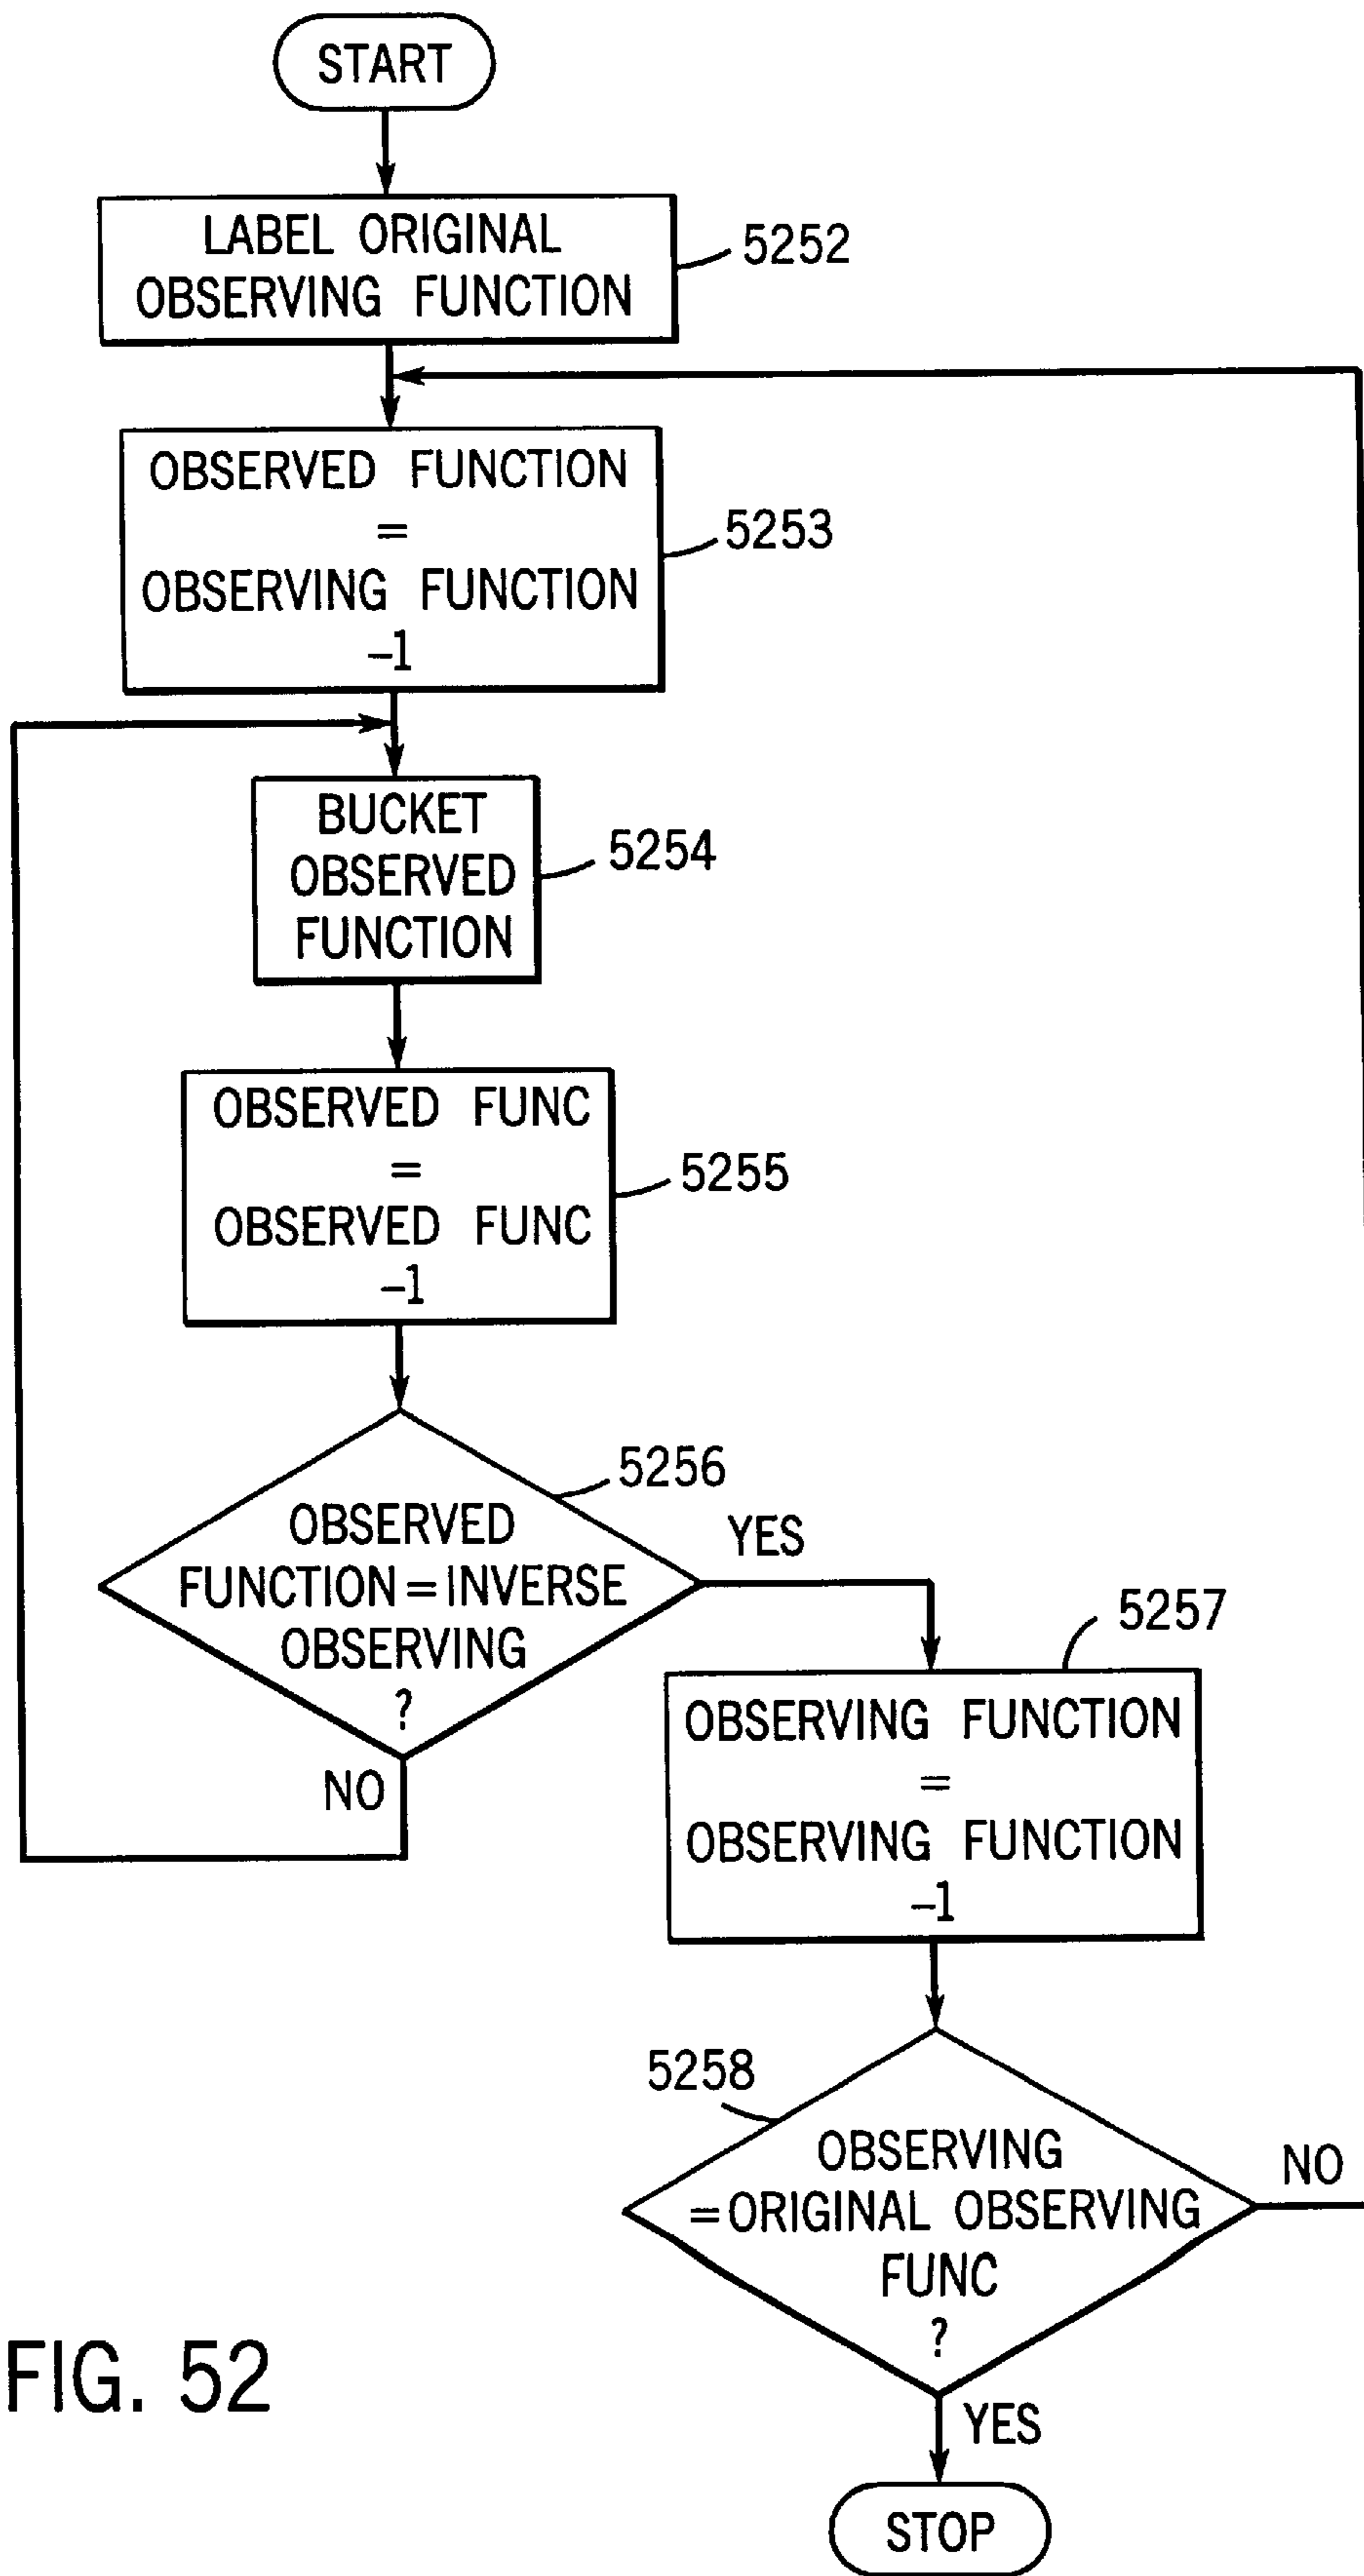 START
LABEL ORIGINAL
OBSERVING FUNCTION
5252
OBSERVED FUNCTION
=
OBSERVING FUNCTION
–1
5253
BUCKET
OBSERVED
FUNCTION
5254
OBSERVED FUNC
=
OBSERVED FUNC
–1
5255
5256
OBSERVED
FUNCTION=INVERSE
OBSERVING
?
YES
NO
5257
OBSERVING FUNCTION
=
OBSERVING FUNCTION
–1
5258
OBSERVING
=ORIGINAL OBSERVING
FUNC
?
NO
YES
STOP
FIG. 52